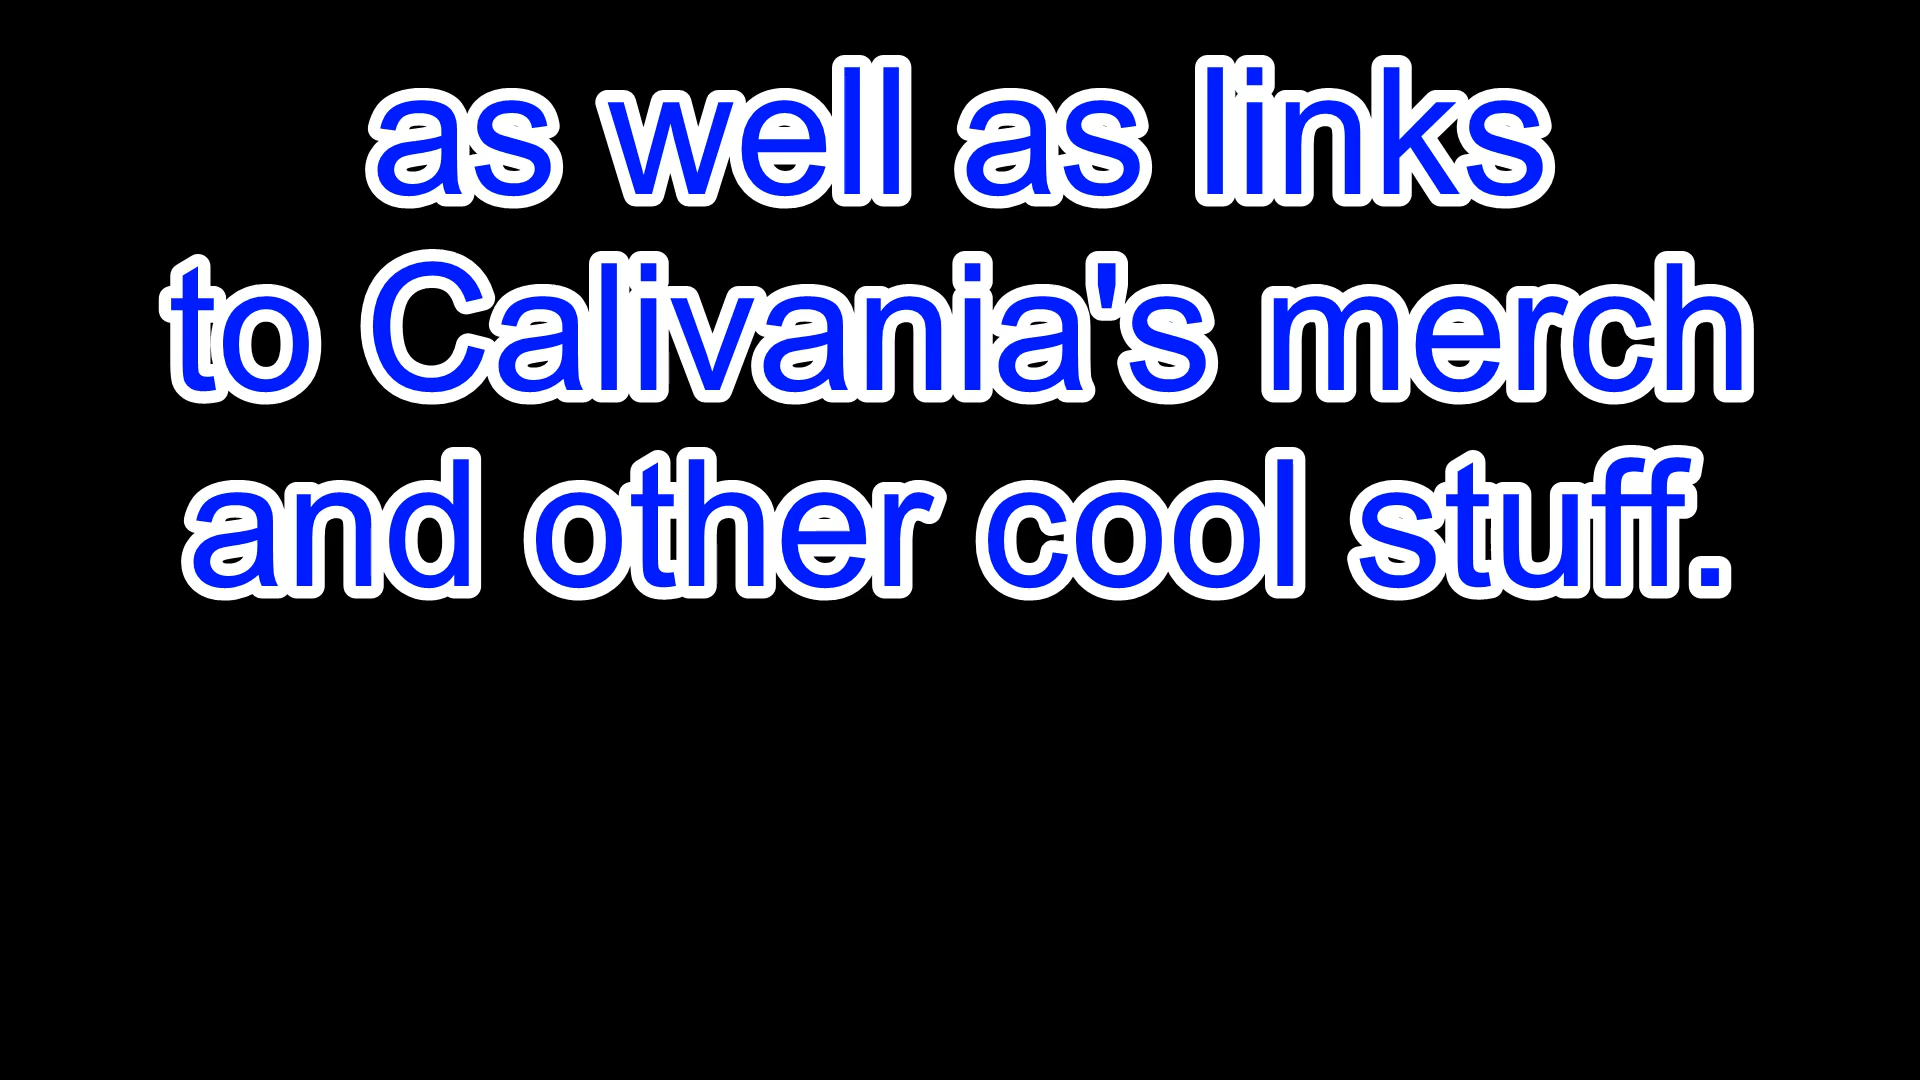 as well as links
to Calivania's merch
and other cool stuff.